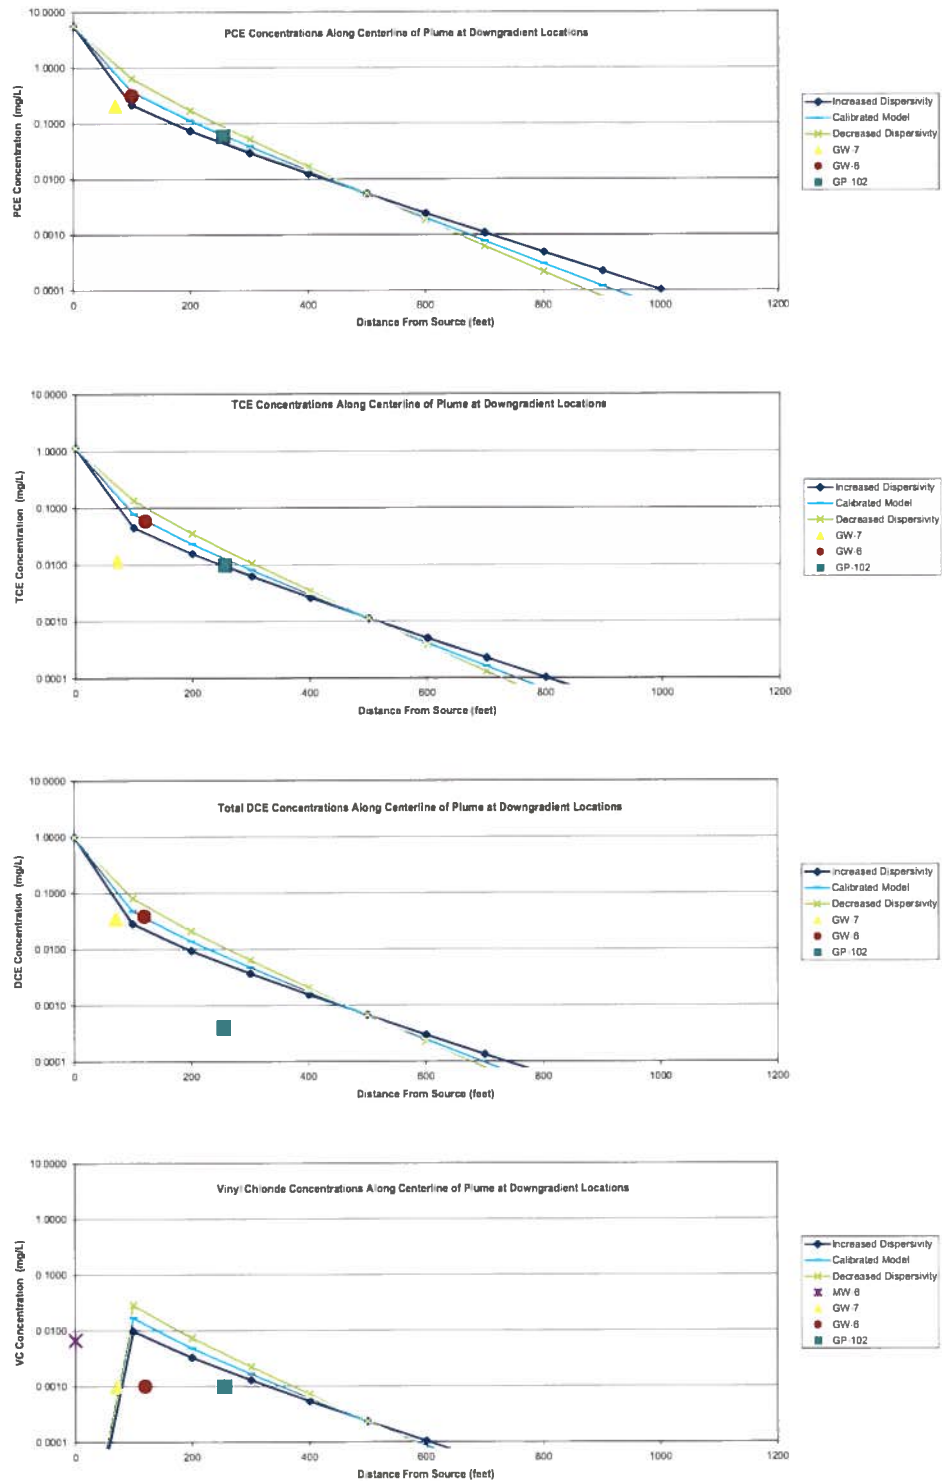 PCE Concentrations Along Centerline of Plume at Downgradient Locations
10.0000
1.0000
0.1000
0.0100
0.0010
0.0001
PCE Concentration (mg/L)
0 200 400 600 800 1000 1200
Distance From Source (feet)
Increased Dispersivity
Calibrated Model
Decreased Dispersivity
GW-7
GW-6
GP-102
TCE Concentrations Along Centerline of Plume at Downgradient Locations
10.0000
1.0000
0.1000
0.0100
0.0010
0.0001
TCE Concentration (mg/L)
0 200 400 600 800 1000 1200
Distance From Source (feet)
Increased Dispersivity
Calibrated Model
Decreased Dispersivity
GW-7
GW-6
GP-102
Total DCE Concentrations Along Centerline of Plume at Downgradient Locations
10.0000
1.0000
0.1000
0.0100
0.0010
0.0001
DCE Concentration (mg/L)
0 200 400 600 800 1000 1200
Distance From Source (feet)
Increased Dispersivity
Calibrated Model
Decreased Dispersivity
GW-7
GW-6
GP-102
Vinyl Chloride Concentrations Along Centerline of Plume at Downgradient Locations
10.0000
1.0000
0.1000
0.0100
0.0010
0.0001
VC Concentration (mg/L)
0 200 400 600 800 1000 1200
Distance From Source (feet)
Increased Dispersivity
Calibrated Model
Decreased Dispersivity
MW-6
GW-7
GW-6
GP-102